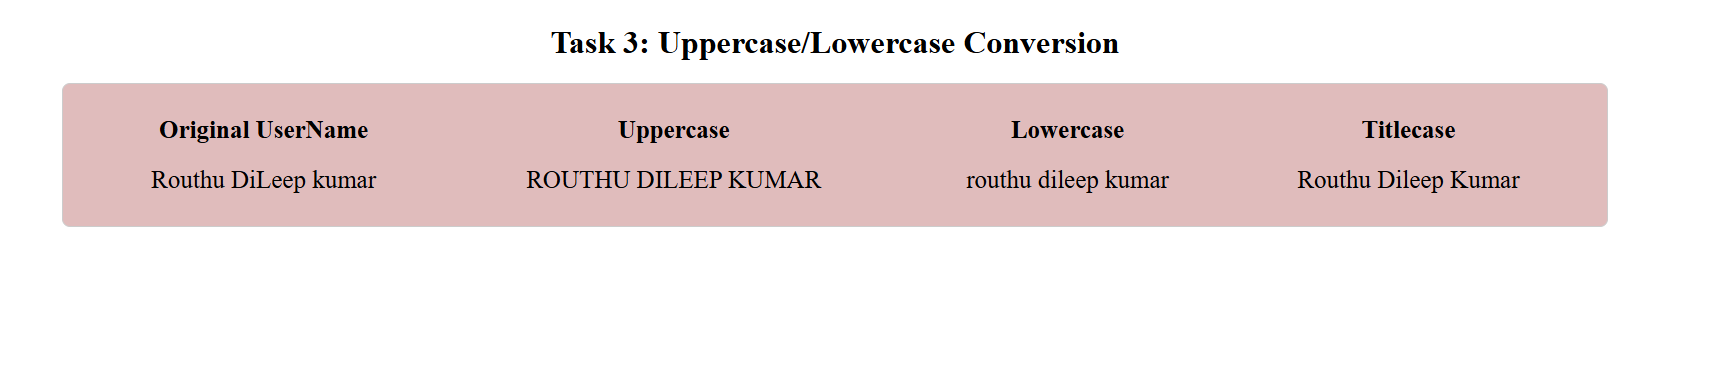 Task 3: Uppercase/Lowercase Conversion
Original UserName Uppercase Lowercase Titlecase
Routhu DiLeep kumar ROUTHU DILEEP KUMAR routhu dileep kumar Routhu Dileep Kumar